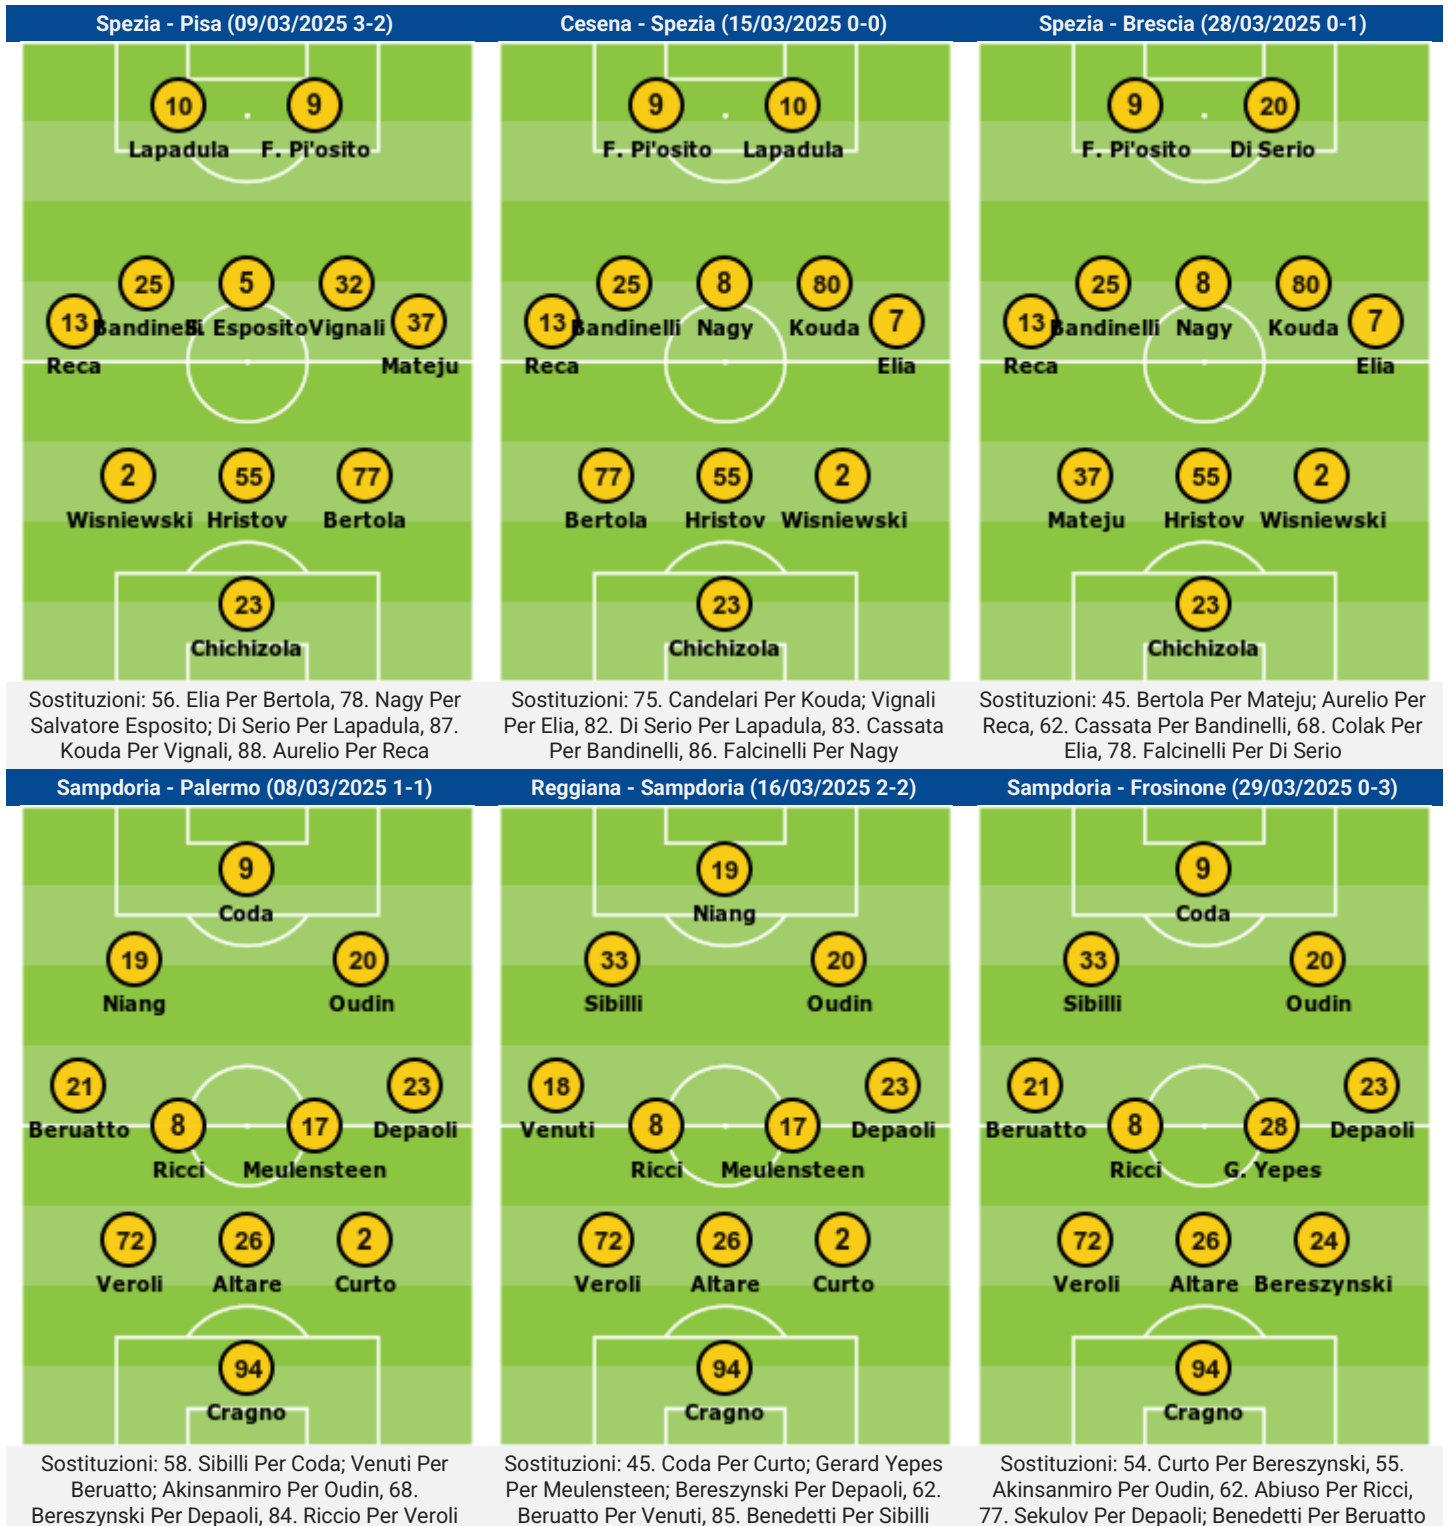 Spezia - Pisa (09/03/2025 3-2)
10 9
Lapadula F. Pi'osito
25 5 32
13 37
Bandinelli S. Esposito Vignali
Reca Mateju
2 55 77
Wisniewski Hristov Bertola
23
Chichizola
Sostituzioni: 56. Elia Per Bertola, 78. Nagy Per
Salvatore Esposito; Di Serio Per Lapadula, 87.
Kouda Per Vignali, 88. Aurelio Per Reca
Cesena - Spezia (15/03/2025 0-0)
9 10
F. Pi'osito Lapadula
25 8 80
13 7
Bandinelli Nagy Kouda
Reca Elia
77 55 2
Bertola Hristov Wisniewski
23
Chichizola
Sostituzioni: 75. Candelari Per Kouda; Vignali
Per Elia, 82. Di Serio Per Lapadula, 83. Cassata
Per Bandinelli, 86. Falcinelli Per Nagy
Spezia - Brescia (28/03/2025 0-1)
9 20
F. Pi'osito Di Serio
25 8 80
13 7
Bandinelli Nagy Kouda
Reca Elia
37 55 2
Mateju Hristov Wisniewski
23
Chichizola
Sostituzioni: 45. Bertola Per Mateju; Aurelio Per
Reca, 62. Cassata Per Bandinelli, 68. Colak Per
Elia, 78. Falcinelli Per Di Serio
Sampdoria - Palermo (08/03/2025 1-1)
9
Coda
19 20
Niang Oudin
21 23
8 17
Beruatto Depaoli
Ricci Meulensteen
72 26 2
Veroli Altare Curto
94
Cragno
Sostituzioni: 58. Sibilli Per Coda; Venuti Per
Beruatto; Akinsanmiro Per Oudin, 68.
Bereszynski Per Depaoli, 84. Riccio Per Veroli
Reggiana - Sampdoria (16/03/2025 2-2)
19
Niang
33 20
Sibilli Oudin
18 23
8 17
Venuti Depaoli
Ricci Meulensteen
72 26 2
Veroli Altare Curto
94
Cragno
Sostituzioni: 45. Coda Per Curto; Gerard Yepes
Per Meulensteen; Bereszynski Per Depaoli, 62.
Beruatto Per Venuti, 85. Benedetti Per Sibilli
Sampdoria - Frosinone (29/03/2025 0-3)
9
Coda
33 20
Sibilli Oudin
21 23
8 28
Beruatto Depaoli
Ricci G. Yepes
72 26 24
Veroli Altare Bereszynski
94
Cragno
Sostituzioni: 54. Curto Per Bereszynski, 55.
Akinsanmiro Per Oudin, 62. Abiuso Per Ricci,
77. Sekulov Per Depaoli; Benedetti Per Beruatto